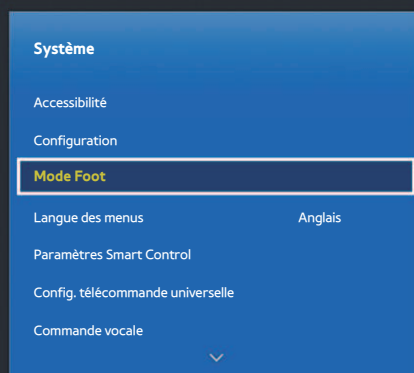 Système
Accessibilité
Configuration
Mode Foot
Langue des menus Anglais
Paramètres Smart Control
Config. télécommande universelle
Commande vocale